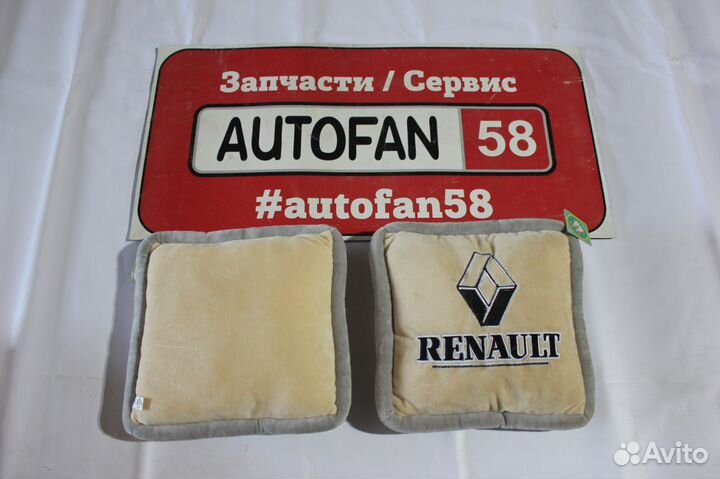 Запчасти / Сервис
AUTOFAN 58
#autofan58
RENAULT
Avito